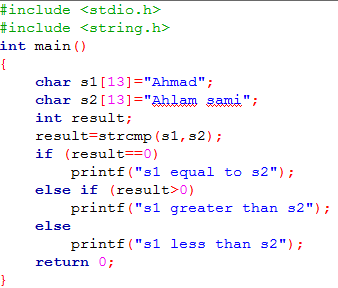 #include <stdio.h>
#include <string.h>
int main()
{
    char s1[13]="Ahmad";
    char s2[13]="Ahlam sami";
    int result;
    result=strcmp(s1,s2);
    if (result==0)
        printf("s1 equal to s2");
    else if (result>0)
        printf("s1 greater than s2");
    else
        printf("s1 less than s2");
    return 0;
}